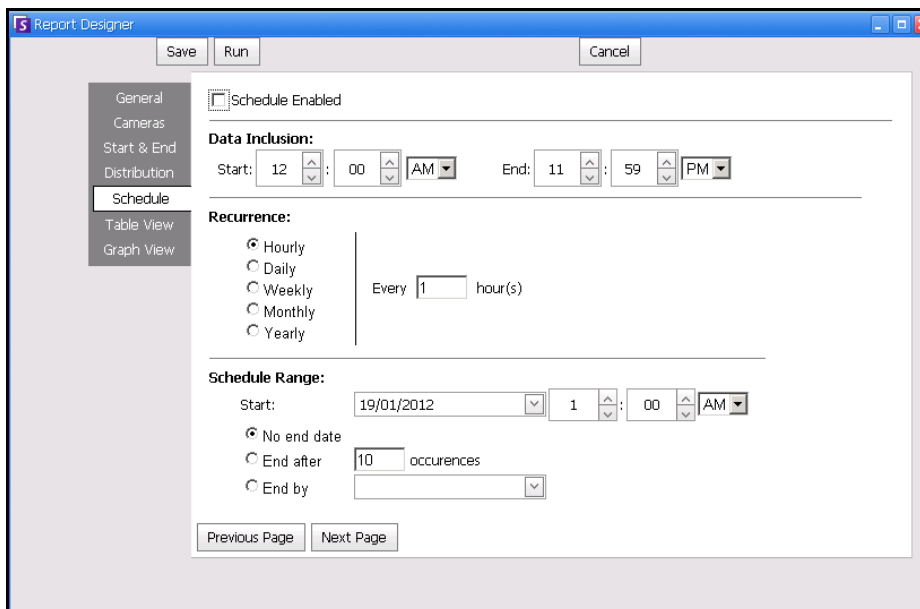 Report Designer
Save Run Cancel
General
Cameras
Start & End
Distribution
Schedule
Table View
Graph View
Schedule Enabled
Data Inclusion:
Start: 12 : 00 AM End: 11 : 59 PM
Recurrence:
Hourly
Daily
Weekly
Monthly
Yearly
Every 1 hour(s)
Schedule Range:
Start: 19/01/2012 1 : 00 AM
No end date
End after 10 occurences
End by
Previous Page Next Page